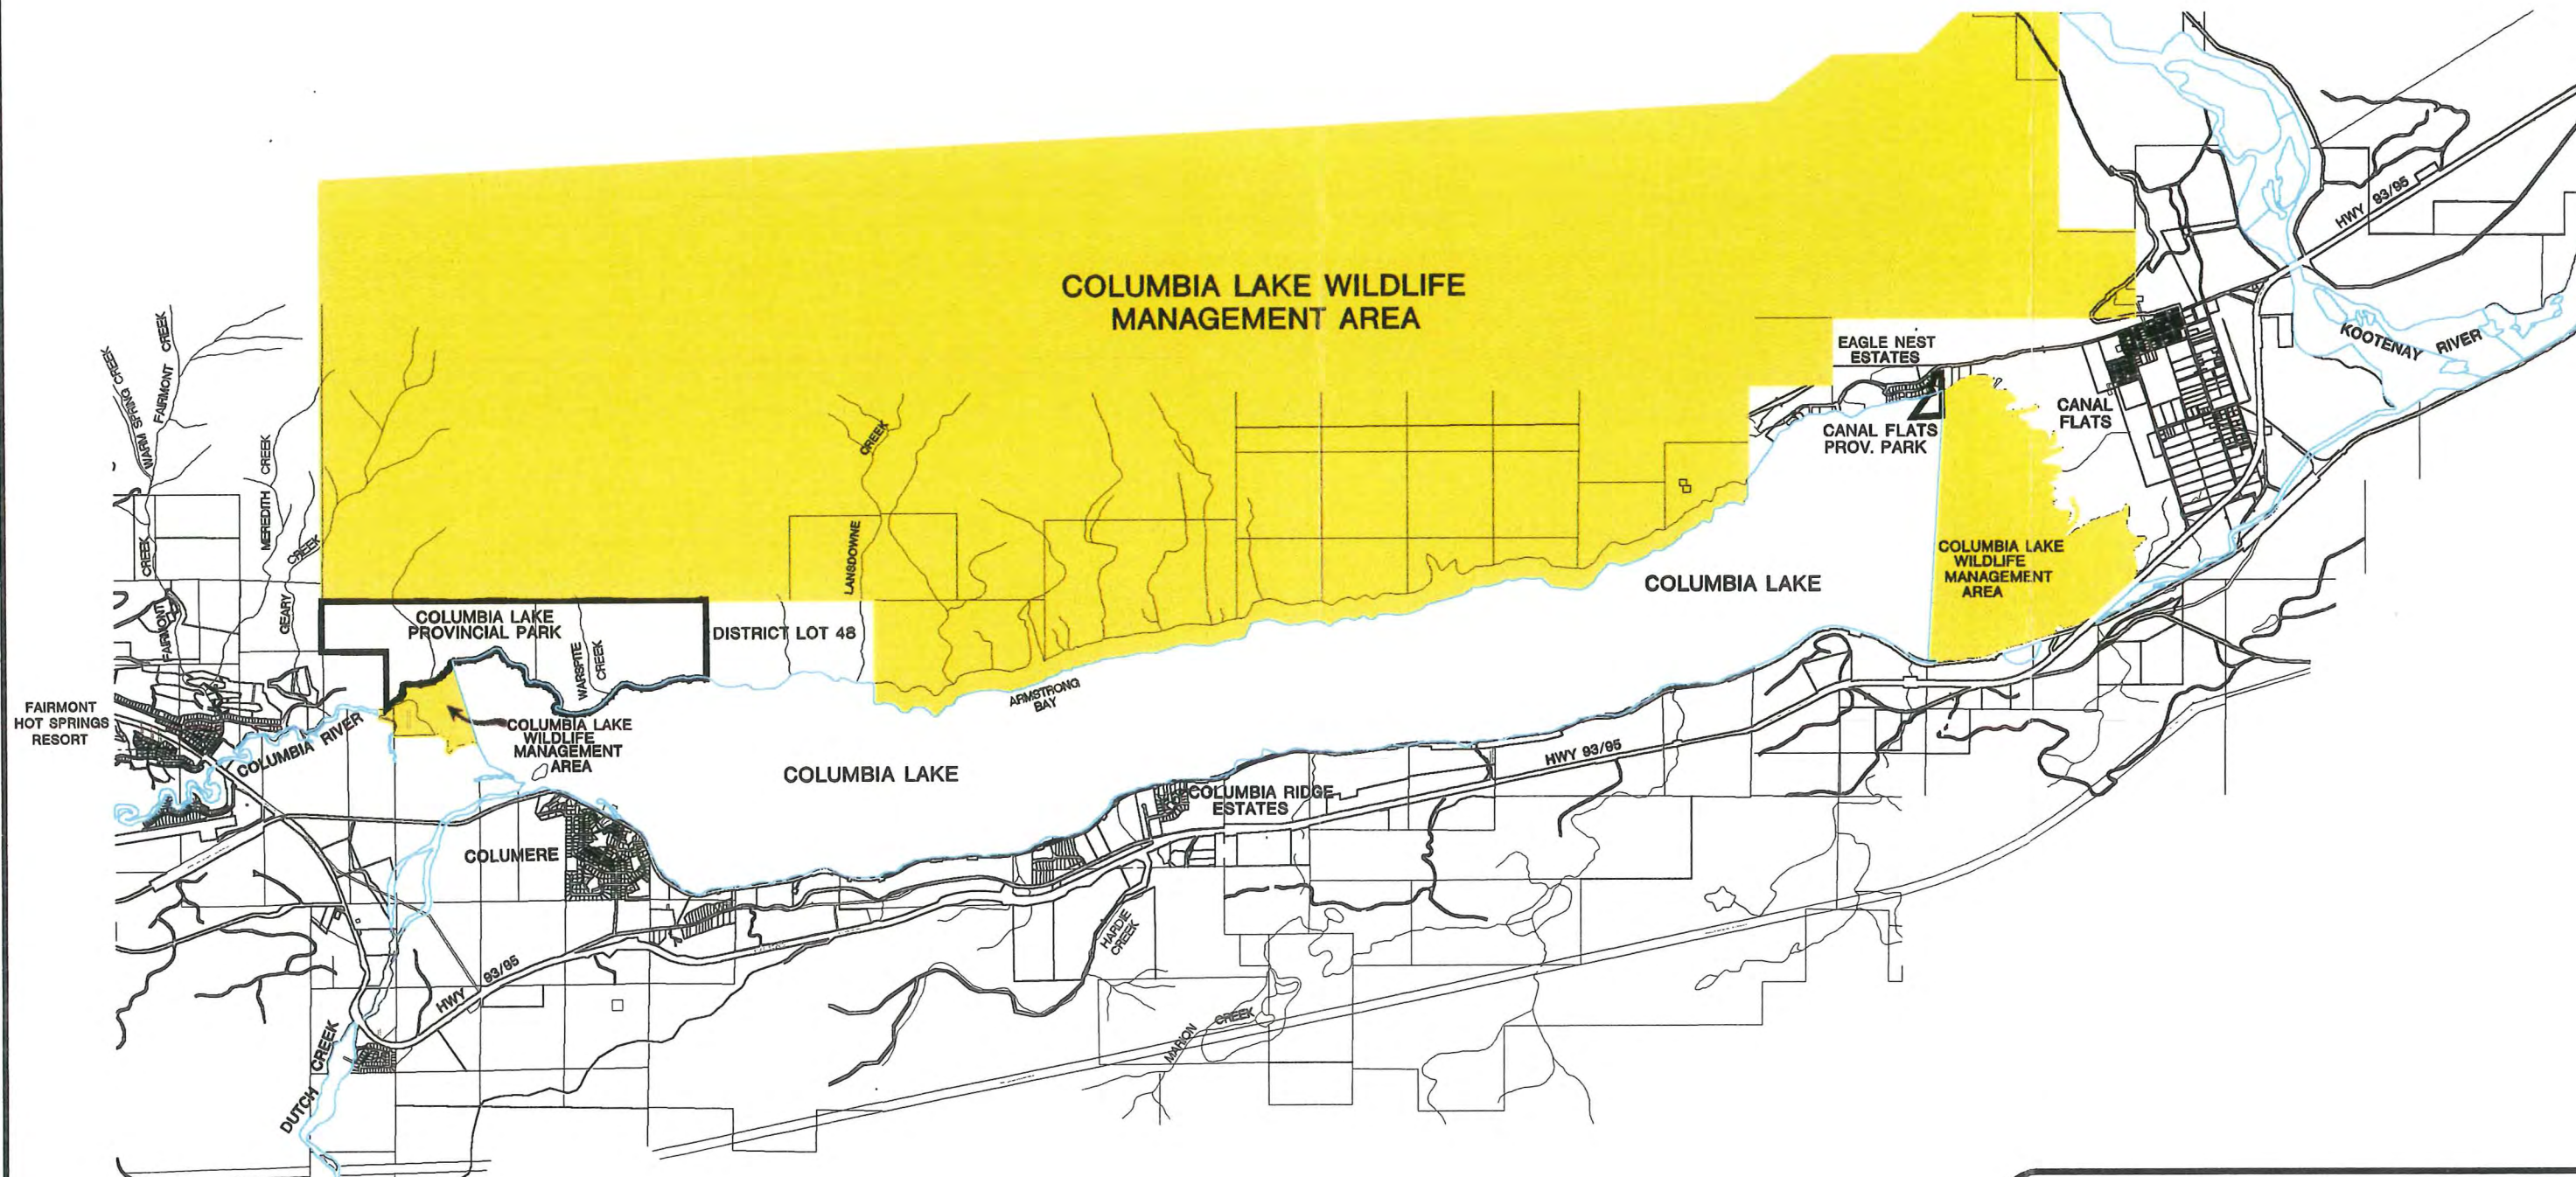 COLUMBIA LAKE WILDLIFE
MANAGEMENT AREA
HWY 93/95
KOOTENAY RIVER
EAGLE NEST
ESTATES
CANAL FLATS
PROV. PARK
CANAL
FLATS
WARM SPRING CREEK
FAIRMONT CREEK
MEREDITH CREEK
CREEK
GEARY
CREEK
FAIRMONT
CREEK
LANSDOWNE
COLUMBIA LAKE
PROVINCIAL PARK
WARSPITE
CREEK
DISTRICT LOT 48
COLUMBIA LAKE
COLUMBIA LAKE
WILDLIFE
MANAGEMENT
AREA
ARMSTRONG
BAY
FAIRMONT
HOT SPRINGS
RESORT
COLUMBIA RIVER
COLUMBIA LAKE
WILDLIFE
MANAGEMENT
AREA
COLUMBIA LAKE
HWY 93/95
COLUMBIA RIDGE
ESTATES
COLUMERE
HARDIE
CREEK
HWY 93/95
MARION CREEK
DUTCH CREEK